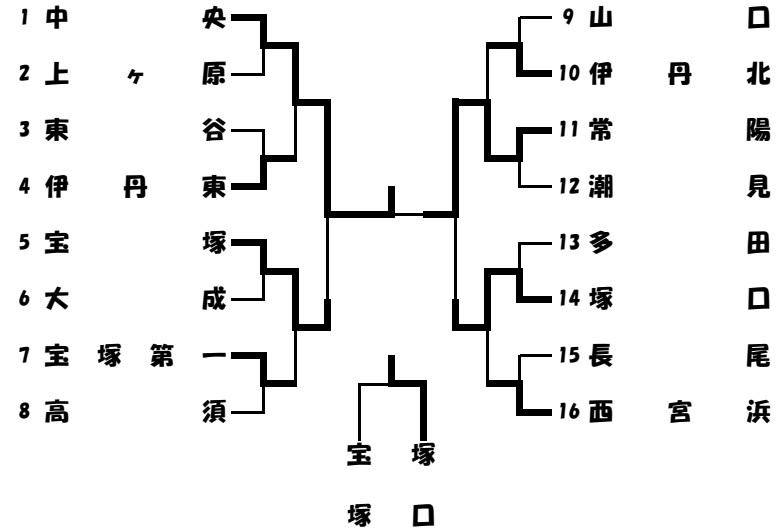 1 中央
2 上ヶ原
3 東谷
4 伊丹東
5 宝塚
6 大成
7 宝塚第一
8 高須
9 山口
10 伊丹北
11 常陽
12 潮見
13 多田
14 塚口
15 長尾
16 西宮浜
宝塚
塚口